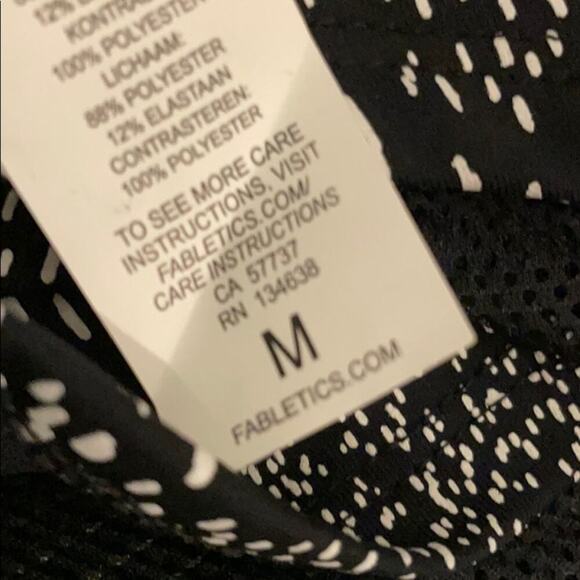 12%
KONTRAST
100% POLYESTER
LICHAAM:
88% POLYESTER
12% ELASTAAN
CONTRASTEREN:
100% POLYESTER
TO SEE MORE CARE
INSTRUCTIONS, VISIT
FABLETICS.COM/
CARE INSTRUCTIONS
CA 57737
RN 134638
M
FABLETICS.COM